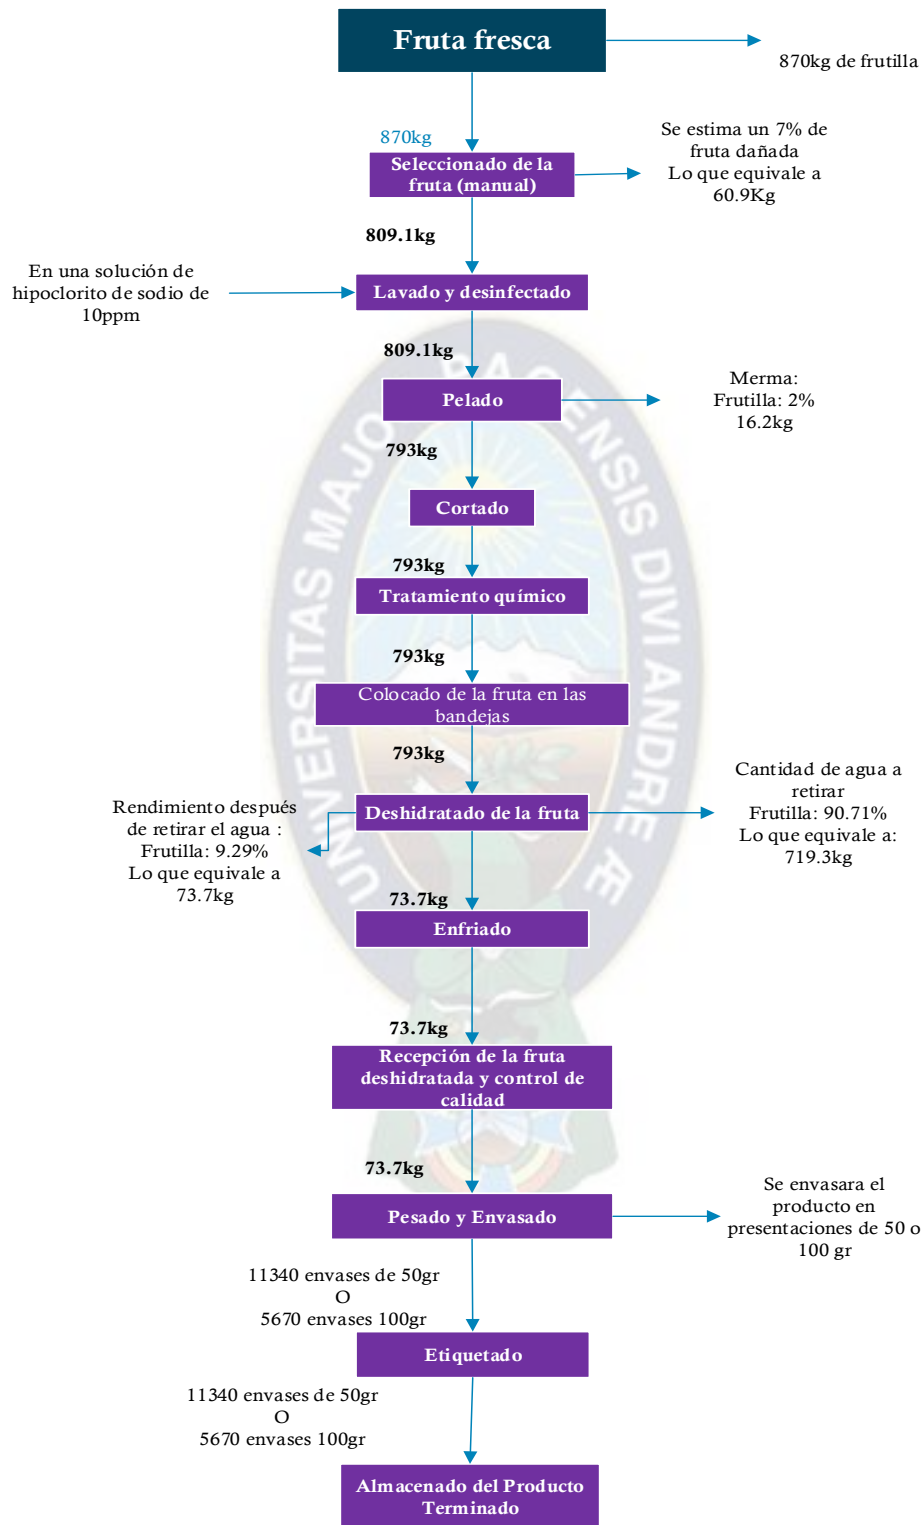 Fruta fresca
870kg de frutilla
870kg
Seleccionado de la
fruta (manual)
Se estima un 7% de
fruta dañada
Lo que equivale a
60.9Kg
809.1kg
En una solución de
hipoclorito de sodio de
10ppm
Lavado y desinfectado
809.1kg
Pelado
Merma:
Frutilla: 2%
16.2kg
793kg
Cortado
793kg
Tratamiento químico
793kg
Colocado de la fruta en las
bandejas
793kg
Deshidratado de la fruta
Cantidad de agua a
retirar
Frutilla: 90.71%
Lo que equivale a:
719.3kg
Rendimiento después
de retirar el agua :
Frutilla: 9.29%
Lo que equivale a
73.7kg
73.7kg
Enfriado
73.7kg
Recepción de la fruta
deshidratada y control de
calidad
73.7kg
Pesado y Envasado
Se envasara el
producto en
presentaciones de 50 o
100 gr
11340 envases de 50gr
O
5670 envases 100gr
Etiquetado
11340 envases de 50gr
O
5670 envases 100gr
Almacenado del Producto
Terminado
UNIVERSITAS MAJO PACENSIS DIVI ANDRE Æ